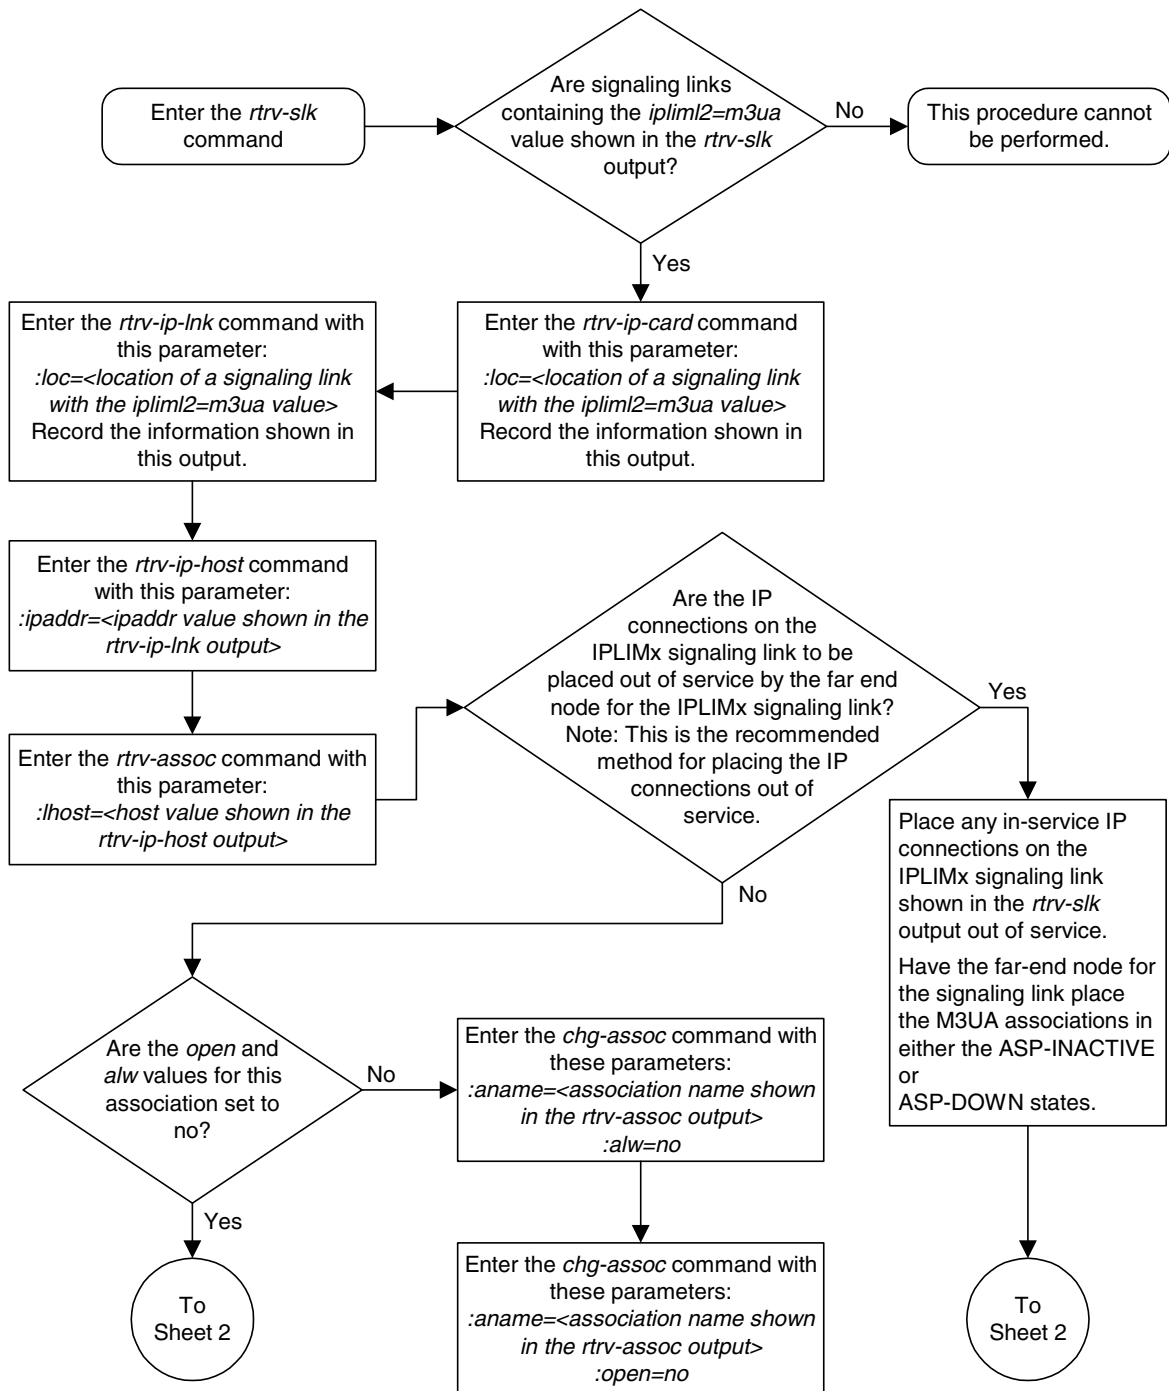 Enter the rtrv-slk
command
Are signaling links
containing the ipliml2=m3ua
value shown in the rtrv-slk
output?
No
This procedure cannot
be performed.
Yes
Enter the rtrv-ip-card command
with this parameter:
:loc=<location of a signaling link
with the ipliml2=m3ua value>
Record the information shown in
this output.
Enter the rtrv-ip-lnk command with
this parameter:
:loc=<location of a signaling link
with the ipliml2=m3ua value>
Record the information shown in
this output.
Enter the rtrv-ip-host command
with this parameter:
:ipaddr=<ipaddr value shown in the
rtrv-ip-lnk output>
Enter the rtrv-assoc command with
this parameter:
:lhost=<host value shown in the
rtrv-ip-host output>
Are the IP
connections on the
IPLIMx signaling link to be
placed out of service by the far end
node for the IPLIMx signaling link?
Note: This is the recommended
method for placing the IP
connections out of
service.
Yes
Place any in-service IP
connections on the
IPLIMx signaling link
shown in the rtrv-slk
output out of service.
Have the far-end node for
the signaling link place
the M3UA associations in
either the ASP-INACTIVE
or
ASP-DOWN states.
To
Sheet 2
No
Are the open and
alw values for this
association set to
no?
No
Enter the chg-assoc command with
these parameters:
:aname=<association name shown
in the rtrv-assoc output>
:alw=no
Enter the chg-assoc command with
these parameters:
:aname=<association name shown
in the rtrv-assoc output>
:open=no
Yes
To
Sheet 2